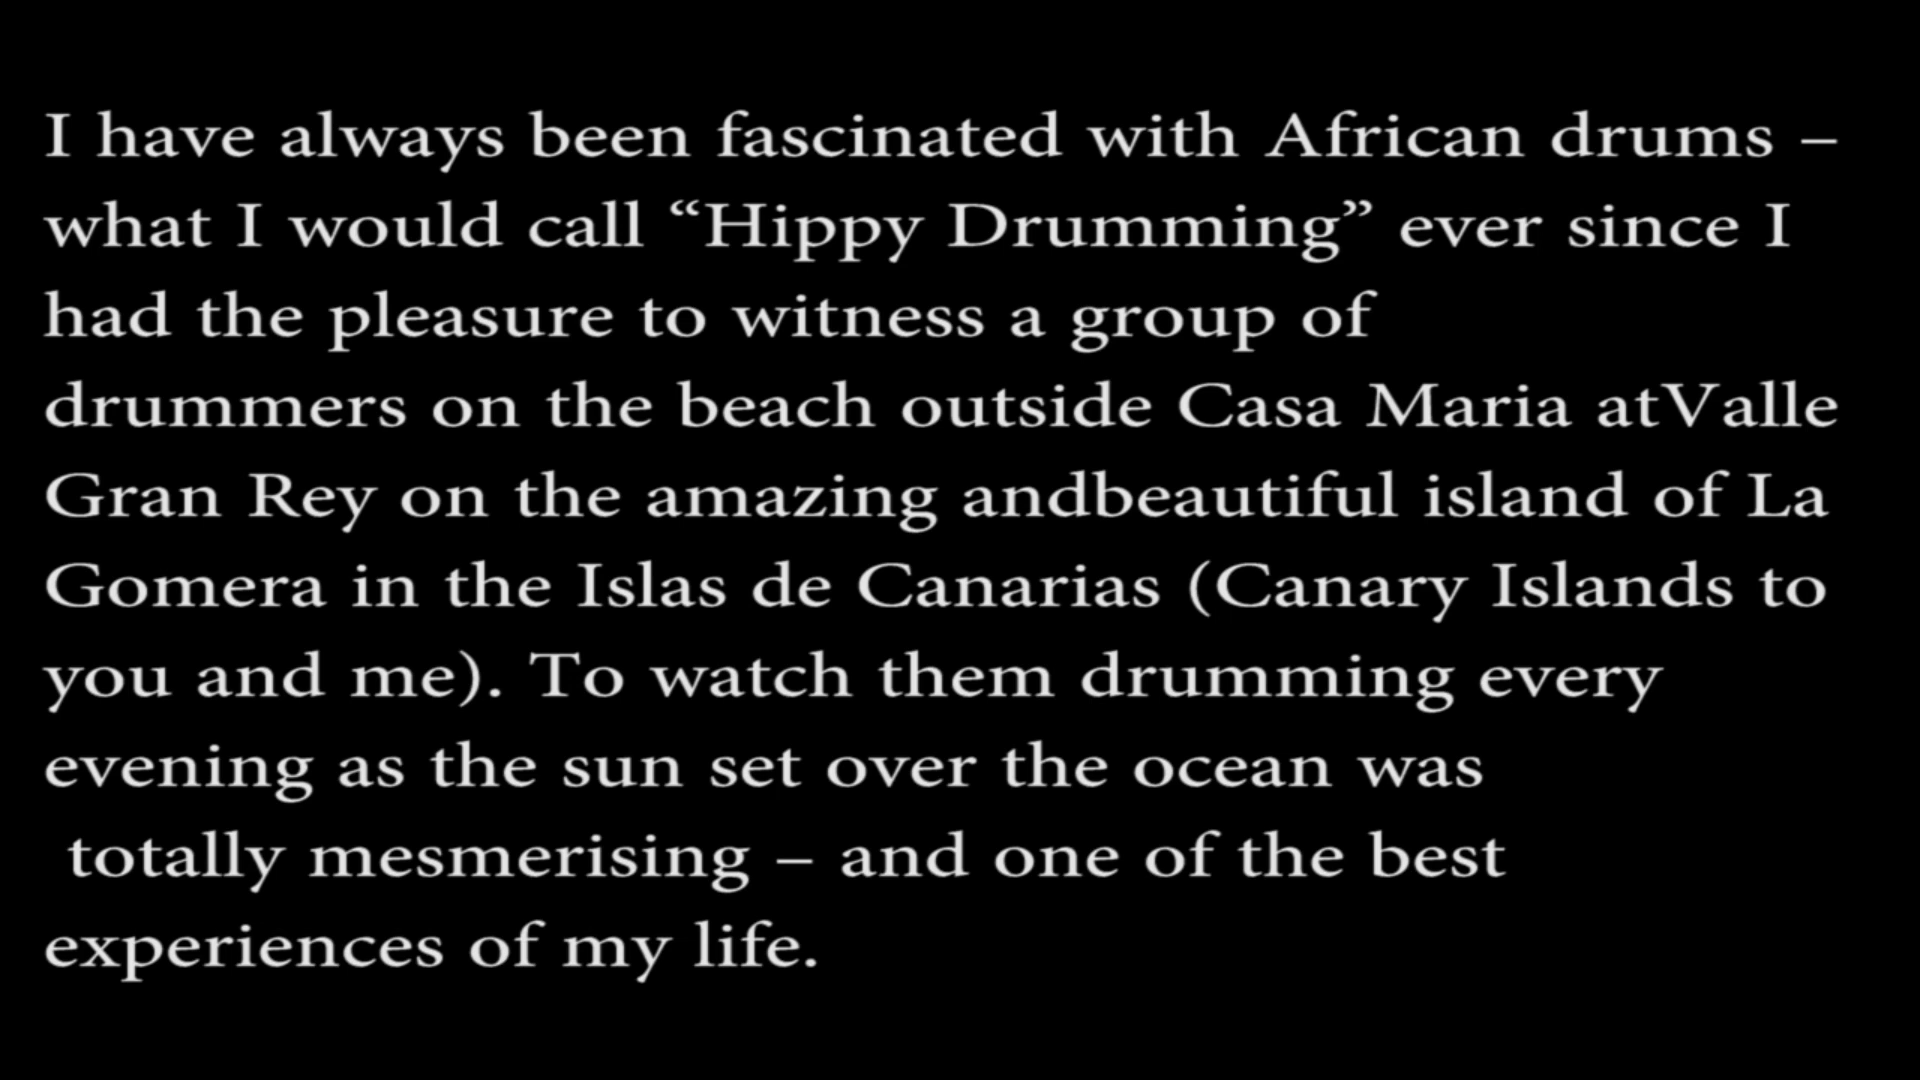 I have always been fascinated with African drums –
what I would call “Hippy Drumming” ever since I
had the pleasure to witness a group of
drummers on the beach outside Casa Maria atValle
Gran Rey on the amazing andbeautiful island of La
Gomera in the Islas de Canarias (Canary Islands to
you and me). To watch them drumming every
evening as the sun set over the ocean was
totally mesmerising – and one of the best
experiences of my life.